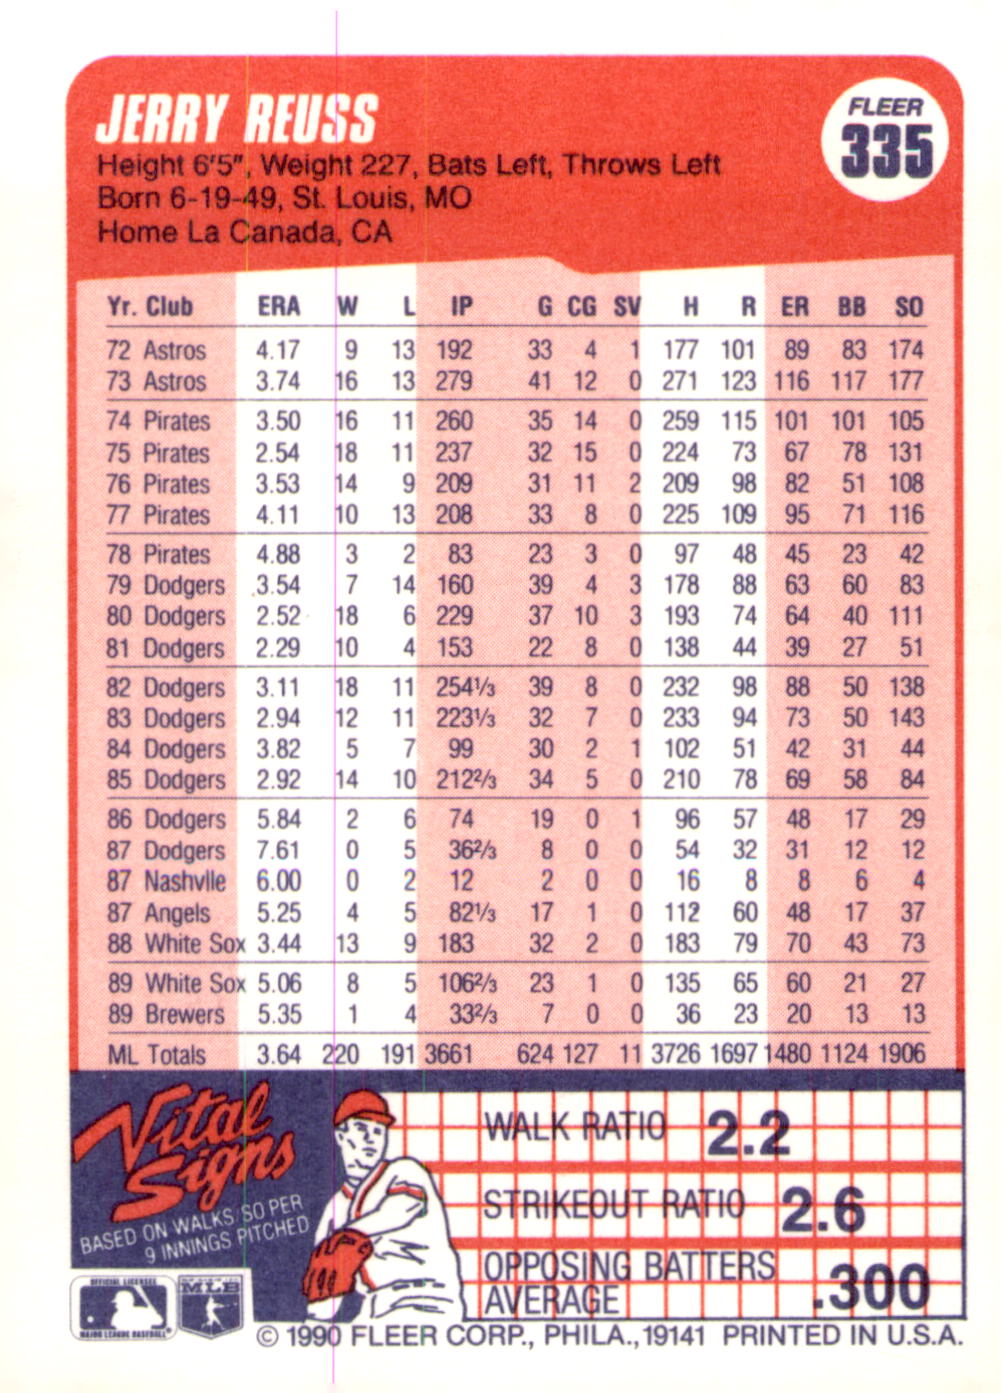 JERRY REUSS
FLEER
335
Height 6'5", Weight 227, Bats Left, Throws Left
Born 6-19-49, St. Louis, MO
Home La Canada, CA
Yr. Club ERA W L IP G CG SV H R ER BB SO
72 Astros 4.17 9 13 192 33 4 1 177 101 89 83 174
73 Astros 3.74 16 13 279 41 12 0 271 123 116 117 177
74 Pirates 3.50 16 11 260 35 14 0 259 115 101 101 105
75 Pirates 2.54 18 11 237 32 15 0 224 73 67 78 131
76 Pirates 3.53 14 9 209 31 11 2 209 98 82 51 108
77 Pirates 4.11 10 13 208 33 8 0 225 109 95 71 116
78 Pirates 4.88 3 2 83 23 3 0 97 48 45 23 42
79 Dodgers 3.54 7 14 160 39 4 3 178 88 63 60 83
80 Dodgers 2.52 18 6 229 37 10 3 193 74 64 40 111
81 Dodgers 2.29 10 4 153 22 8 0 138 44 39 27 51
82 Dodgers 3.11 18 11 254⅓ 39 8 0 232 98 88 50 138
83 Dodgers 2.94 12 11 223⅓ 32 7 0 233 94 73 50 143
84 Dodgers 3.82 5 7 99 30 2 1 102 51 42 31 44
85 Dodgers 2.92 14 10 212⅔ 34 5 0 210 78 69 58 84
86 Dodgers 5.84 2 6 74 19 0 1 96 57 48 17 29
87 Dodgers 7.61 0 5 36⅔ 8 0 0 54 32 31 12 12
87 Nashvlle 6.00 0 2 12 2 0 0 16 8 8 6 4
87 Angels 5.25 4 5 82⅓ 17 1 0 112 60 48 17 37
88 White Sox 3.44 13 9 183 32 2 0 183 79 70 43 73
89 White Sox 5.06 8 5 106⅔ 23 1 0 135 65 60 21 27
89 Brewers 5.35 1 4 33⅔ 7 0 0 36 23 20 13 13
ML Totals 3.64 220 191 3661 624 127 11 3726 1697 1480 1124 1906
Vital
Signs
BASED ON WALKS/SO PER
9 INNINGS PITCHED
WALK RATIO 2.2
STRIKEOUT RATIO 2.6
OPPOSING BATTERS
AVERAGE .300
OFFICIAL LICENSEE
MAJOR LEAGUE BASEBALL
MLB
© 1990 FLEER CORP., PHILA., 19141 PRINTED IN U.S.A.